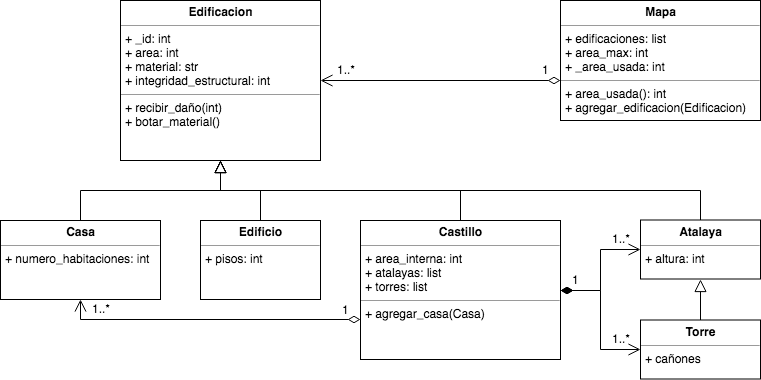 Edificacion
+ _id: int
+ area: int
+ material: str
+ integridad_estructural: int
+ recibir_daño(int)
+ botar_material()
1..*
1
Mapa
+ edificaciones: list
+ area_max: int
+ _area_usada: int
+ area_usada(): int
+ agregar_edificacion(Edificacion)
Casa
+ numero_habitaciones: int
Edificio
+ pisos: int
Castillo
+ area_interna: int
+ atalayas: list
+ torres: list
+ agregar_casa(Casa)
1..*
1
1
1..*
1..*
Atalaya
+ altura: int
Torre
+ cañones